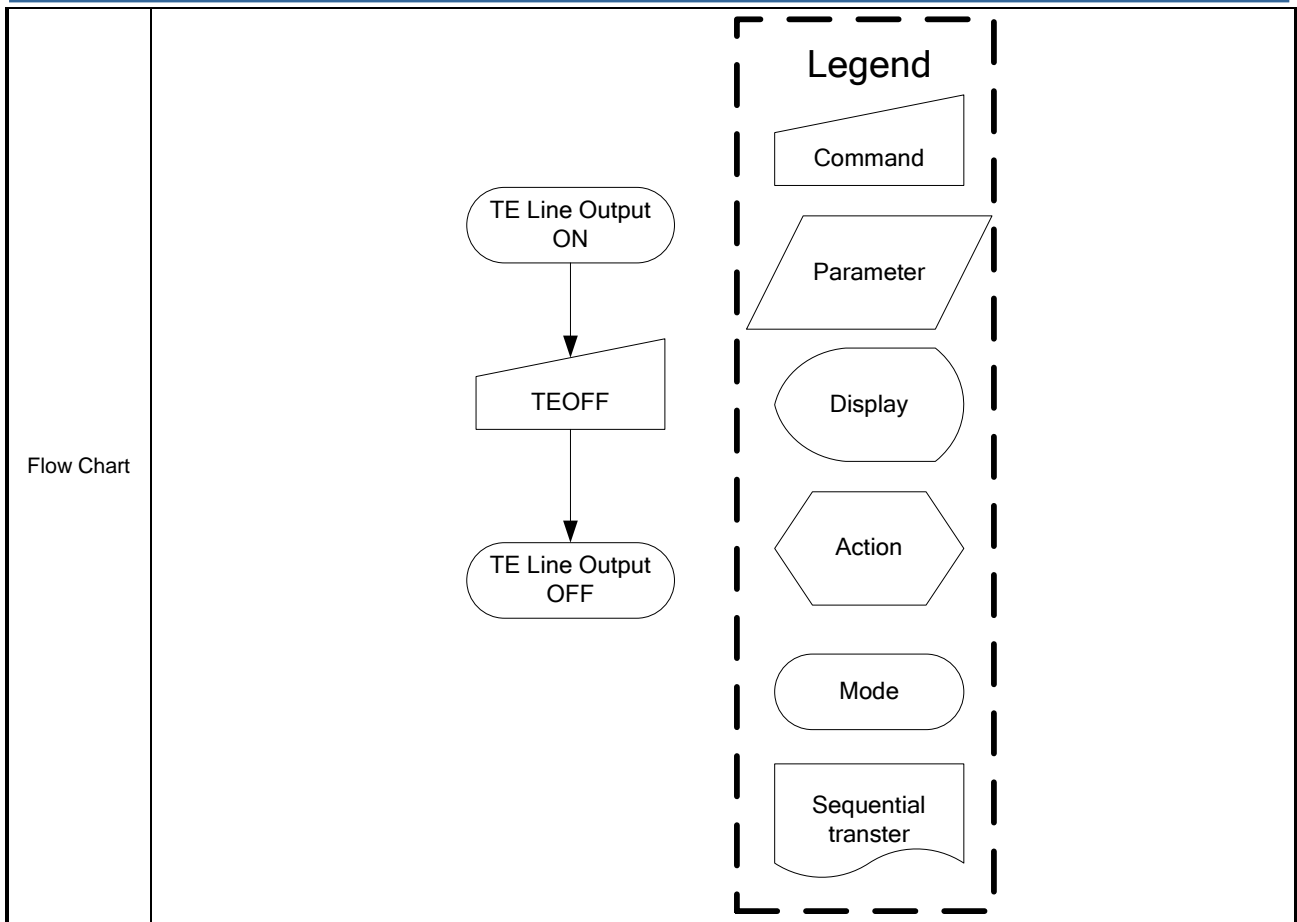 Flow Chart
TE Line Output
ON
TEOFF
TE Line Output
OFF
Legend
Command
Parameter
Display
Action
Mode
Sequential
transter